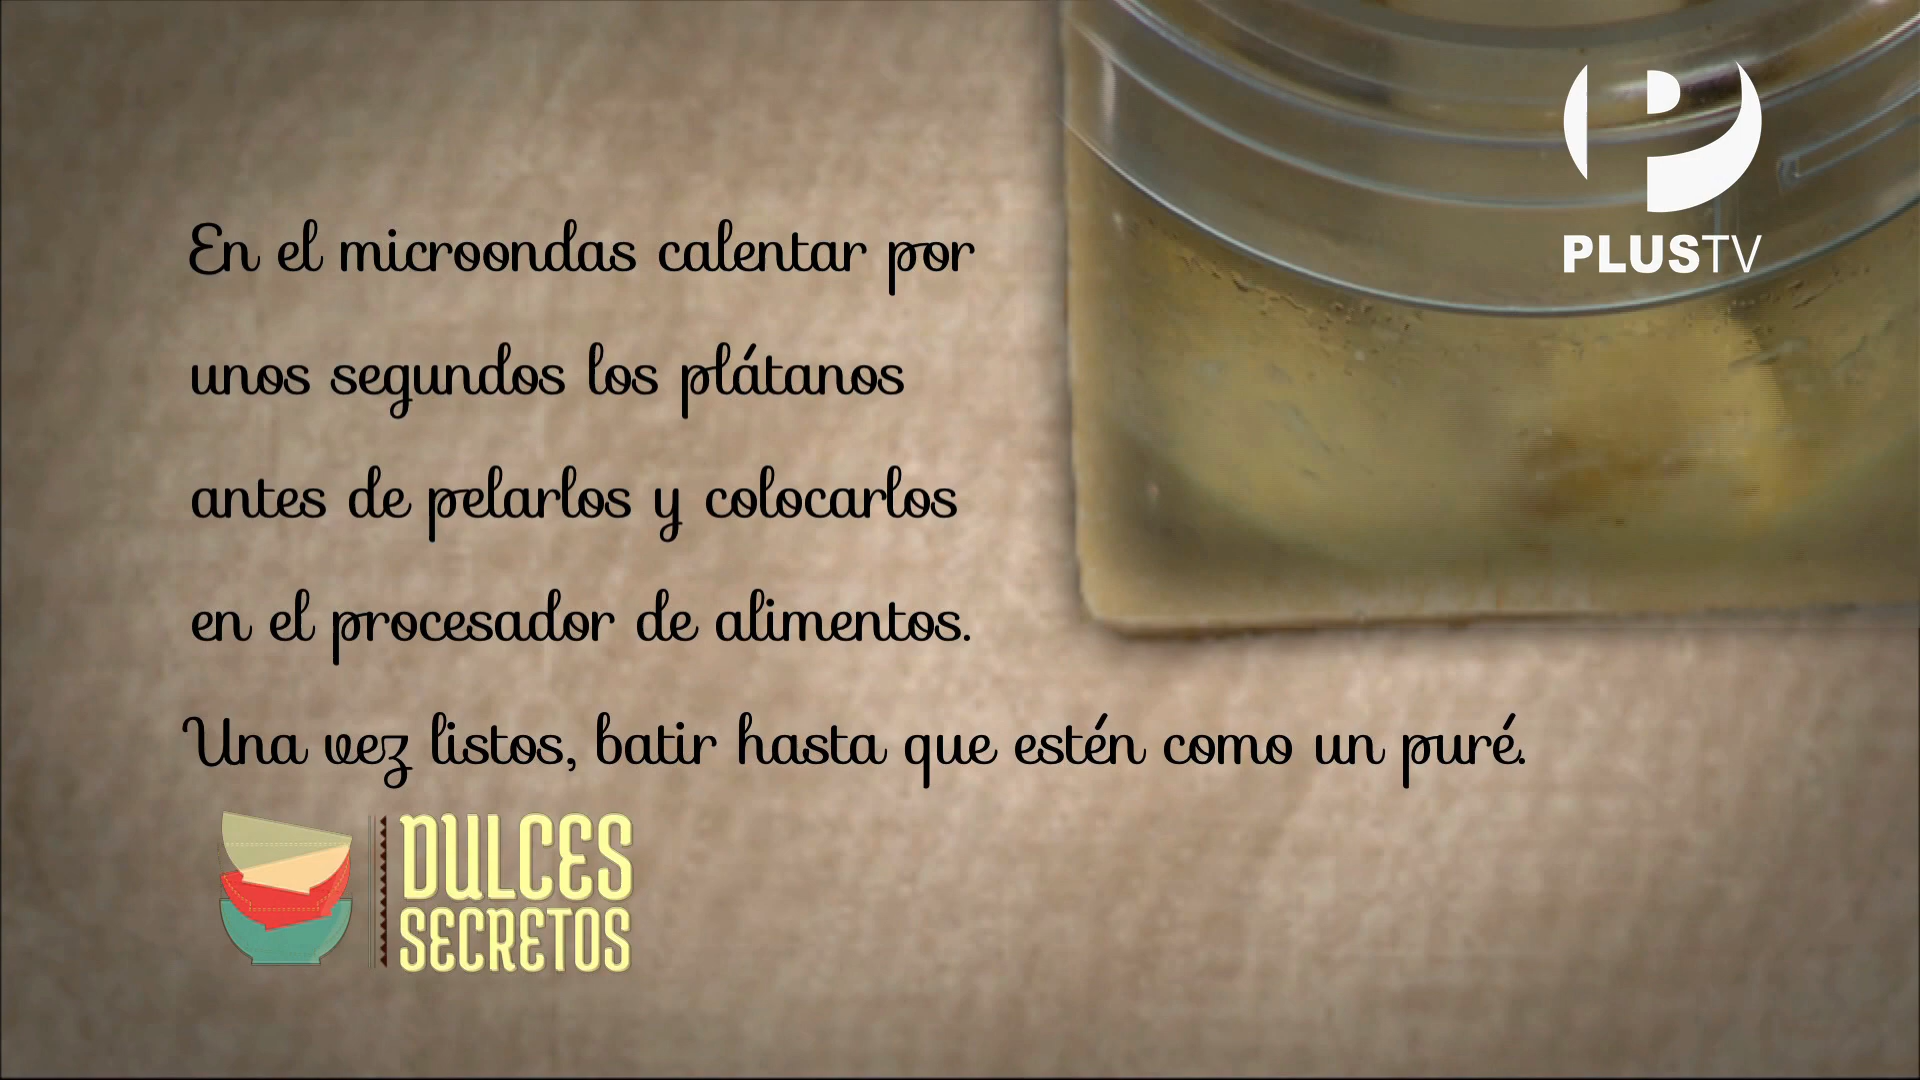 PLUSTV
En el microondas calentar por
unos segundos los plátanos
antes de pelarlos y colocarlos
en el procesador de alimentos.
Una vez listos, batir hasta que estén como un puré.
DULCES
SECRETOS